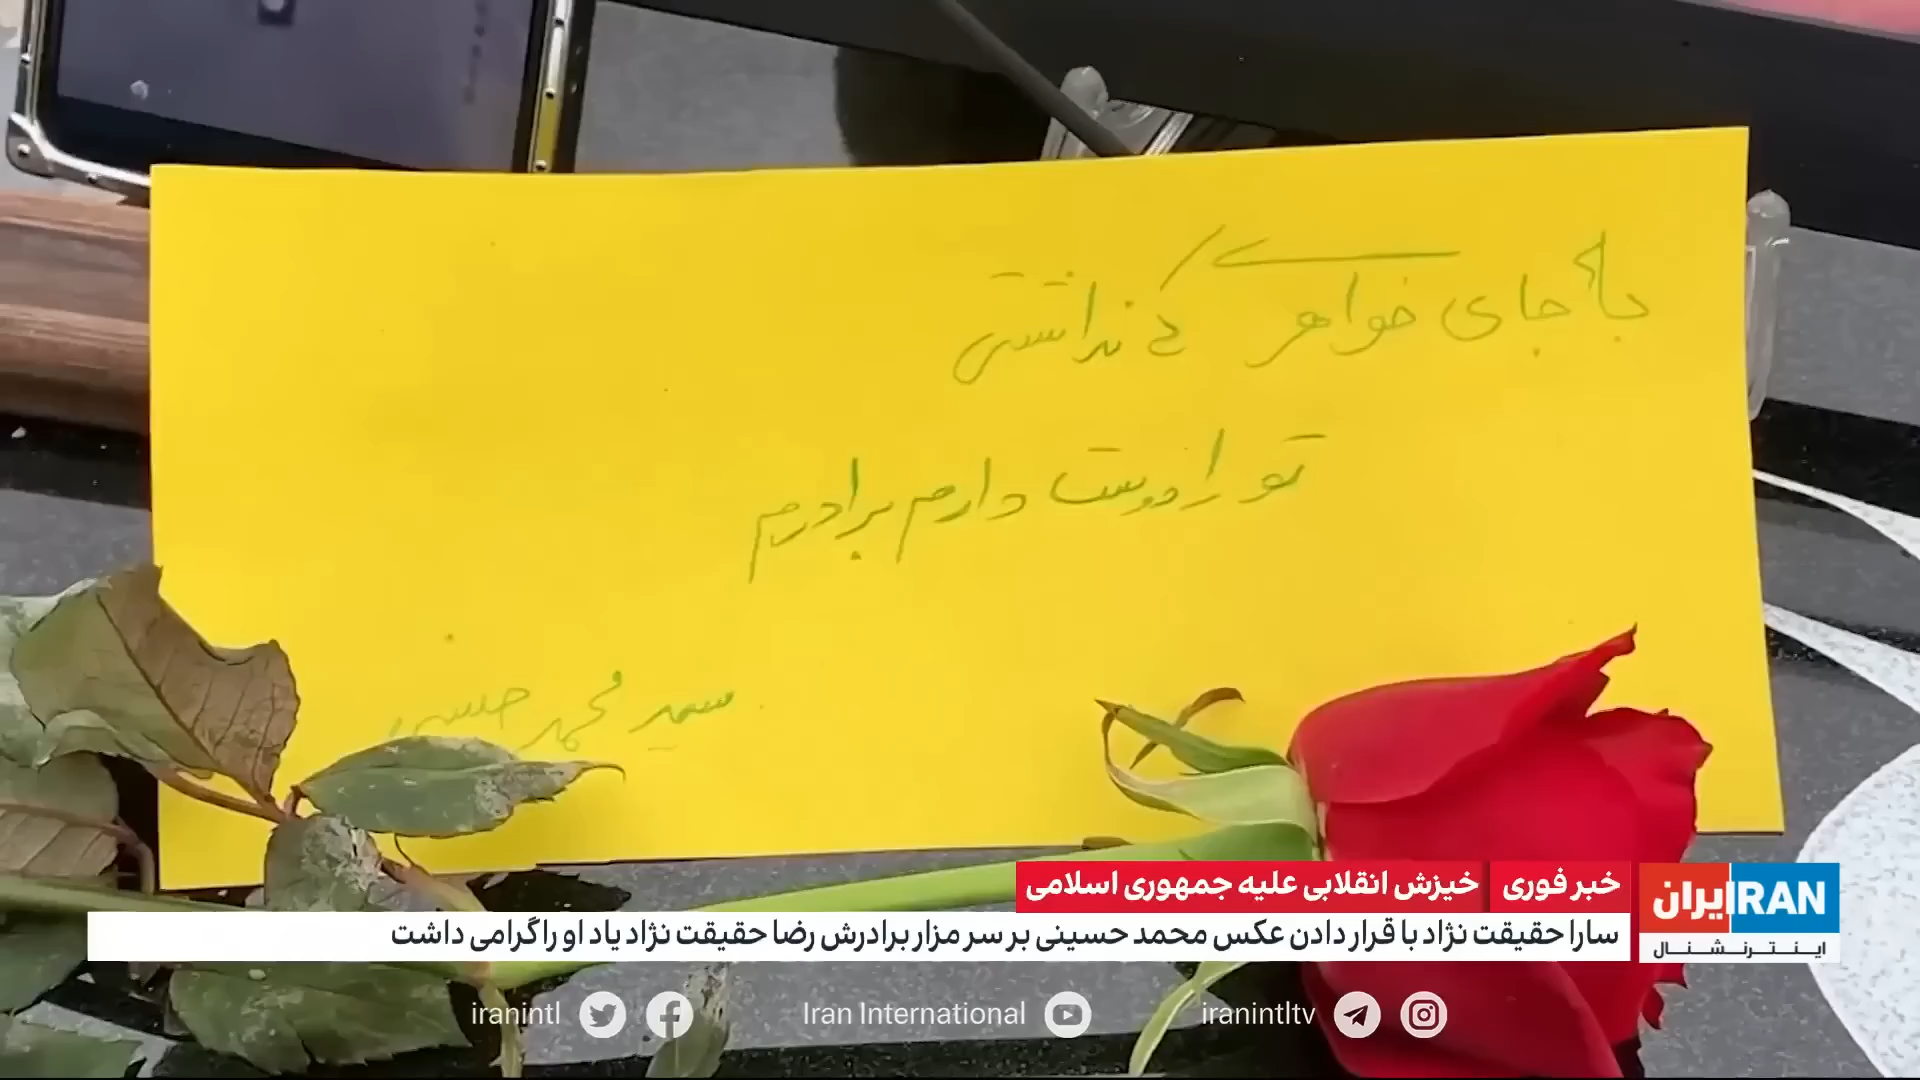 به جای خواهری که نداشتی
تو را دوست دارم برادرم
سید محمد حسینی
خبر فوری
خیزش انقلابی علیه جمهوری اسلامی
سارا حقیقت نژاد با قرار دادن عکس محمد حسینی بر سر مزار برادرش رضا حقیقت نژاد یاد او را گرامی داشت
ایران IRAN
اینترنشنال
iranintl
Iran International
iranintltv